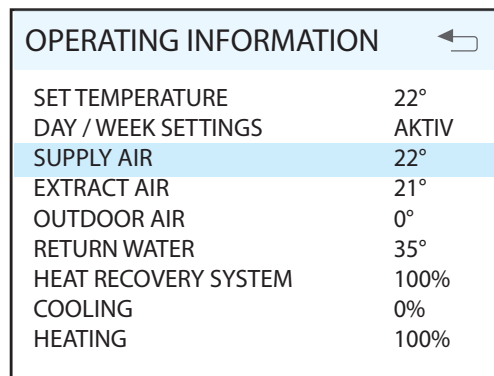 OPERATING INFORMATION
SET TEMPERATURE 22°
DAY / WEEK SETTINGS AKTIV
SUPPLY AIR 22°
EXTRACT AIR 21°
OUTDOOR AIR 0°
RETURN WATER 35°
HEAT RECOVERY SYSTEM 100%
COOLING 0%
HEATING 100%